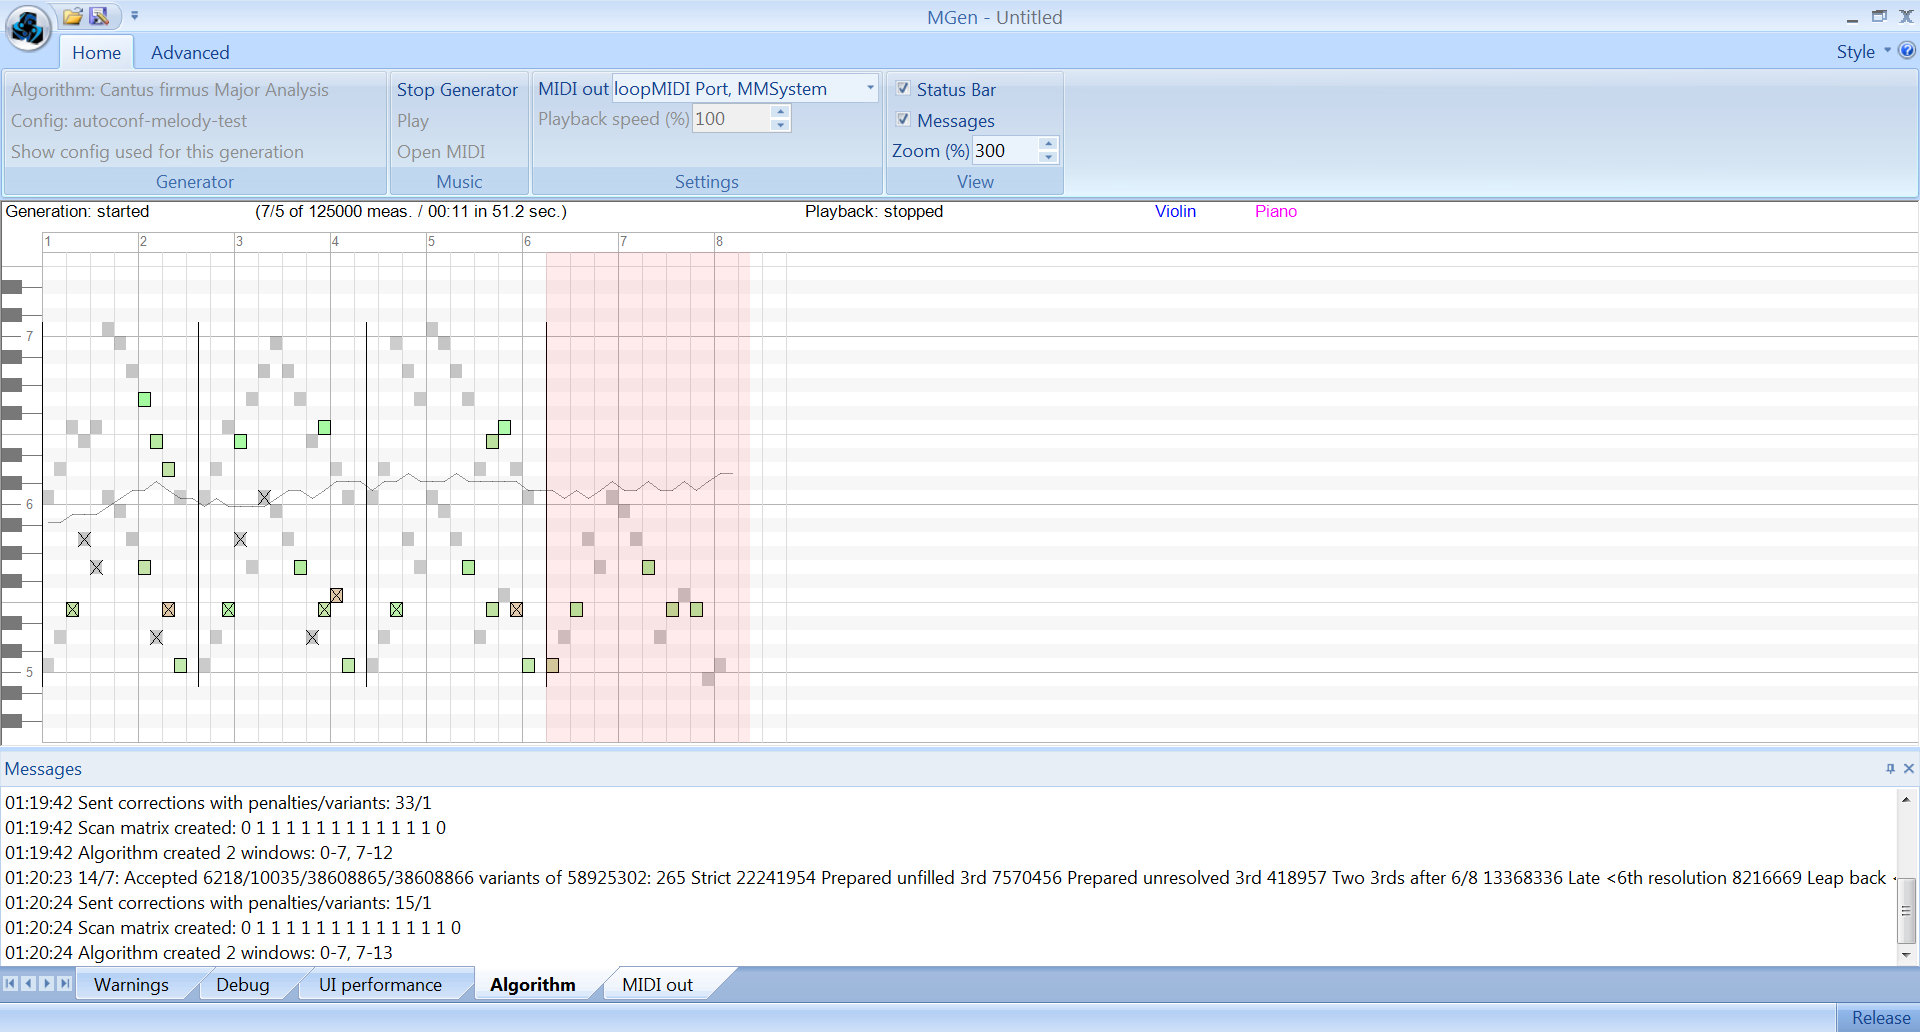 MGen - Untitled
Home Advanced Style
Algorithm: Cantus firmus Major Analysis
Config: autoconf-melody-test
Show config used for this generation
Generator
Stop Generator
Play
Open MIDI
Music
MIDI out loopMIDI Port, MMSystem
Playback speed (%) 100
Settings
Status Bar
Messages
Zoom (%) 300
View
Generation: started (7/5 of 125000 meas. / 00:11 in 51.2 sec.) Playback: stopped Violin Piano
1 2 3 4 5 6 7 8
7
6
5
Messages
01:19:42 Sent corrections with penalties/variants: 33/1
01:19:42 Scan matrix created: 0 1 1 1 1 1 1 1 1 1 1 1 1 0
01:19:42 Algorithm created 2 windows: 0-7, 7-12
01:20:23 14/7: Accepted 6218/10035/38608865/38608866 variants of 58925302: 265 Strict 22241954 Prepared unfilled 3rd 7570456 Prepared unresolved 3rd 418957 Two 3rds after 6/8 13368336 Late <6th resolution 8216669 Leap back <
01:20:24 Sent corrections with penalties/variants: 15/1
01:20:24 Scan matrix created: 0 1 1 1 1 1 1 1 1 1 1 1 1 1 0
01:20:24 Algorithm created 2 windows: 0-7, 7-13
Warnings Debug UI performance Algorithm MIDI out
Release